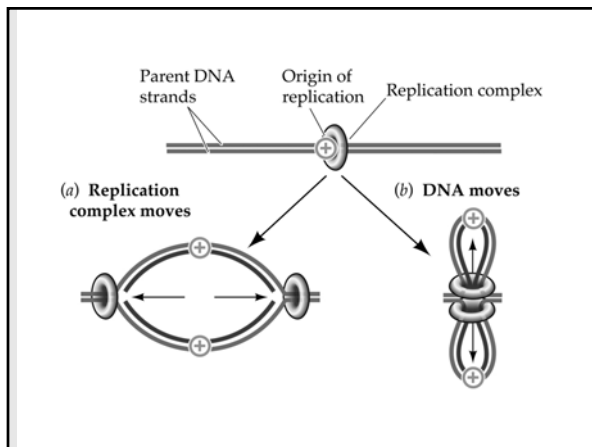 Parent DNA
strands
Origin of
replication
Replication complex
(a) Replication
complex moves
(b) DNA moves
+
+
+
+
+